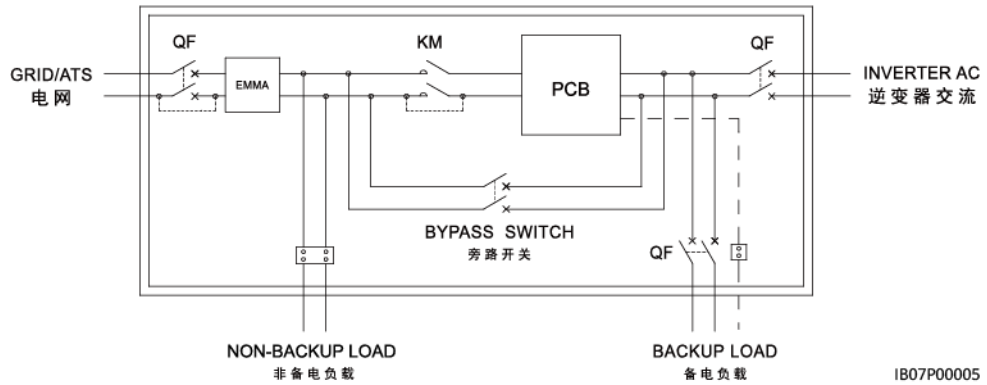 QF
KM
QF
GRID/ATS
电网
EMMA
PCB
INVERTER AC
逆变器交流
BYPASS SWITCH
旁路开关
QF
NON-BACKUP LOAD
非备电负载
BACKUP LOAD
备电负载
IB07P00005